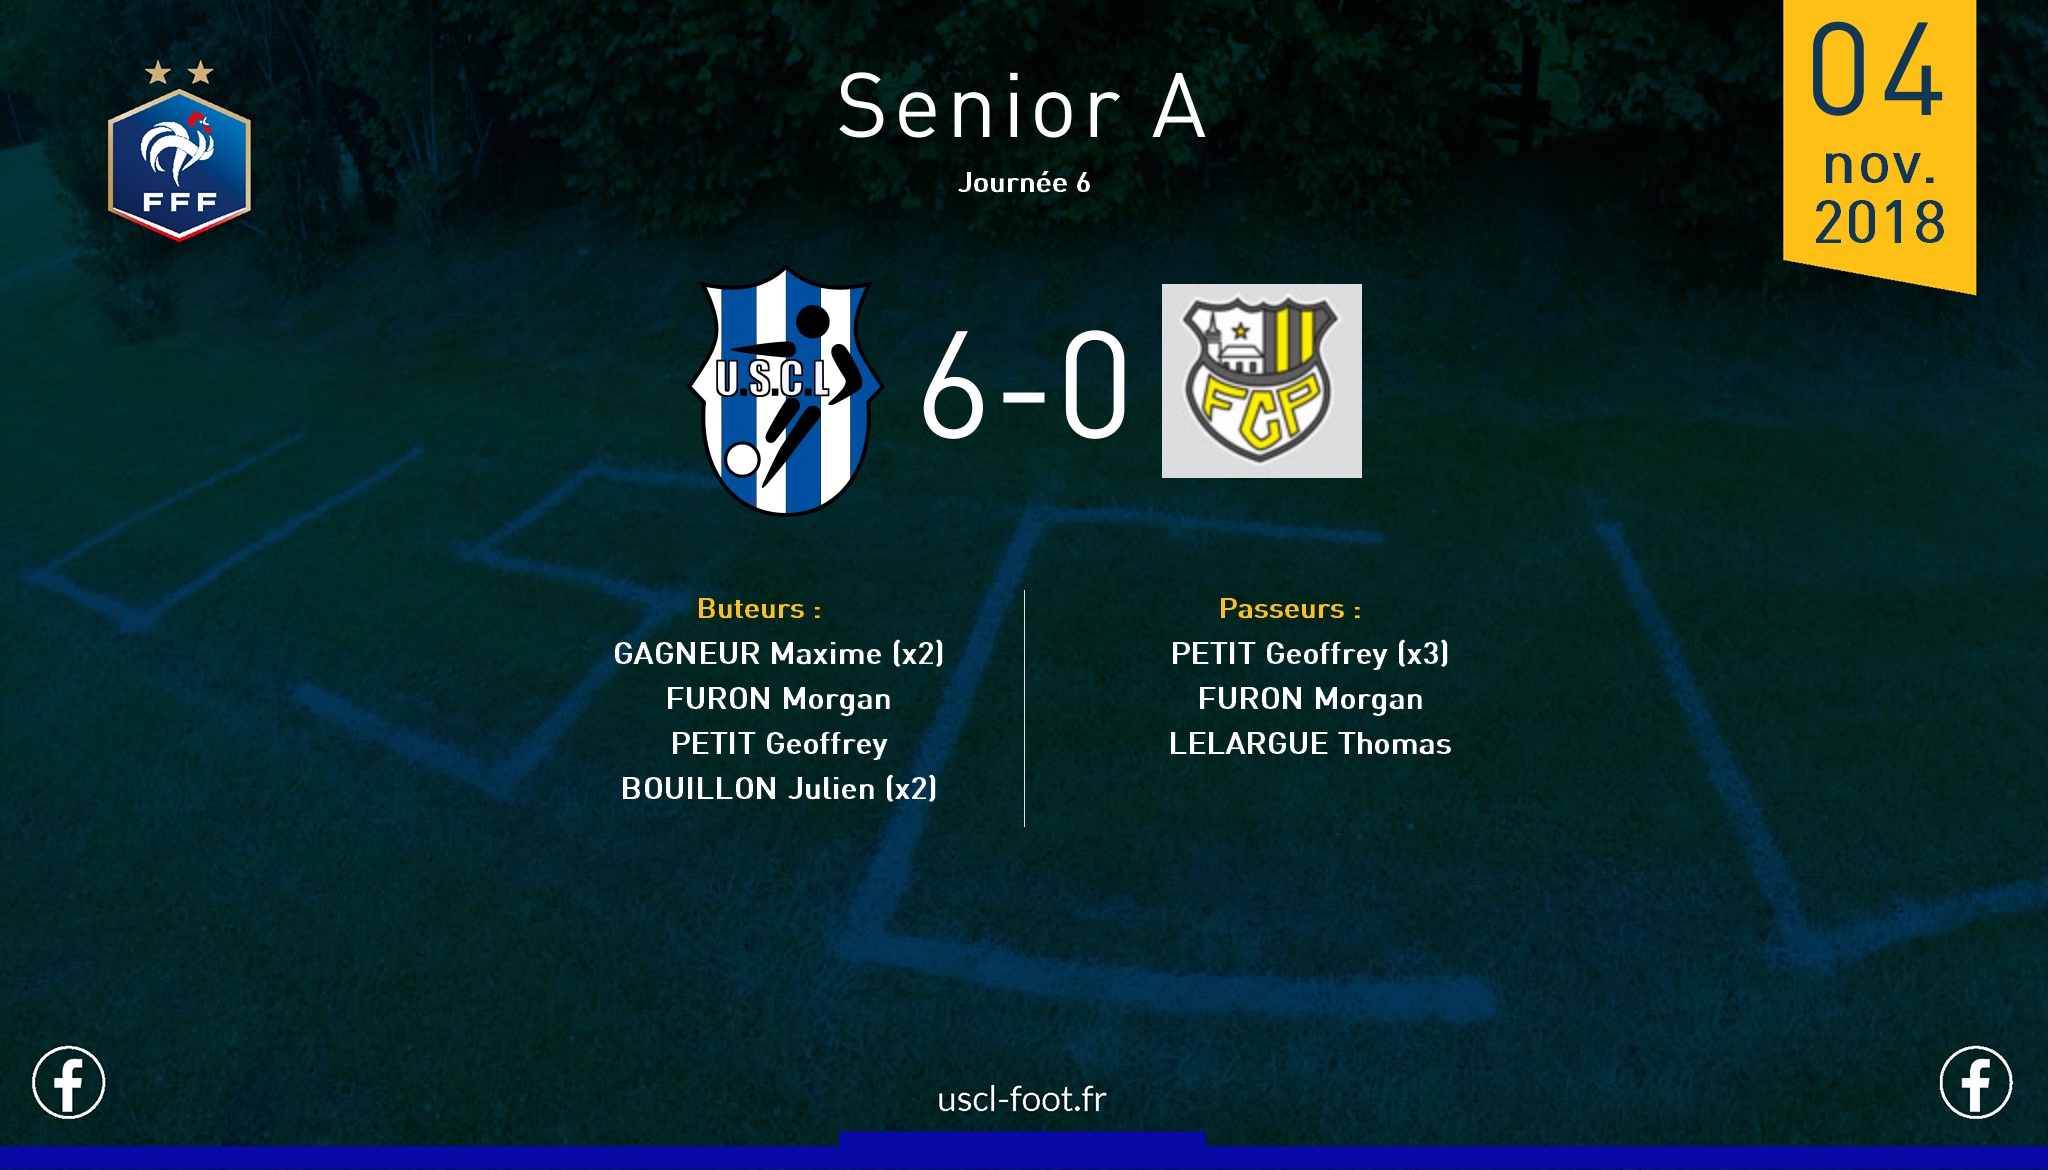 Senior A
Journée 6
04
nov.
2018
FFF
U.S.C.L
6-0
FCP
Buteurs :
GAGNEUR Maxime (x2)
FURON Morgan
PETIT Geoffrey
BOUILLON Julien (x2)
Passeurs :
PETIT Geoffrey (x3)
FURON Morgan
LELARGUE Thomas
USCL
uscl-foot.fr